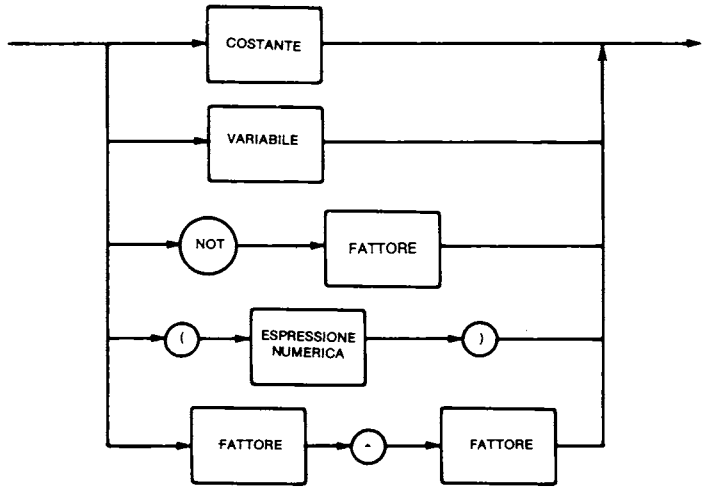 COSTANTE
VARIABILE
NOT
FATTORE
(
ESPRESSIONE
NUMERICA
)
FATTORE
FATTORE